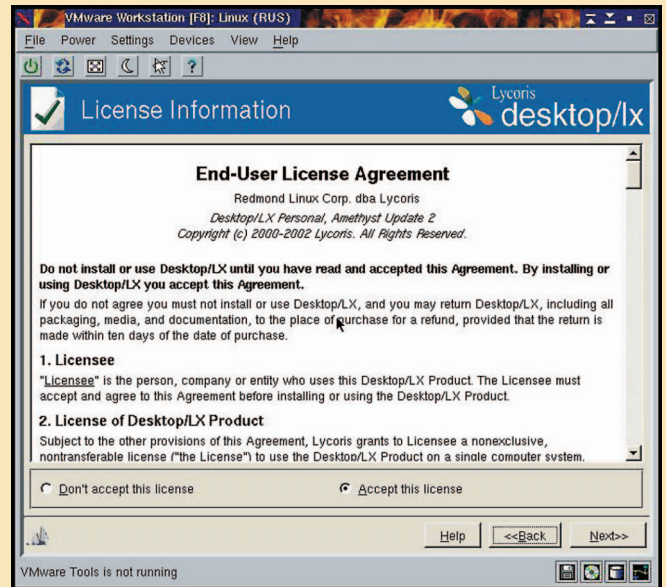 VMware Workstation [F8]: Linux (RUS)
File Power Settings Devices View Help
?
License Information
Lycoris
desktop/lx
End-User License Agreement
Redmond Linux Corp. dba Lycoris
Desktop/LX Personal, Amethyst Update 2
Copyright (c) 2000-2002 Lycoris. All Rights Reserved.
Do not install or use Desktop/LX until you have read and accepted this Agreement. By installing or
using Desktop/LX you accept this Agreement.
If you do not agree you must not install or use Desktop/LX, and you may return Desktop/LX, including all
packaging, media, and documentation, to the place of purchase for a refund, provided that the return is
made within ten days of the date of purchase.
1. Licensee
"Licensee" is the person, company or entity who uses this Desktop/LX Product. The Licensee must
accept and agree to this Agreement before installing or using the Desktop/LX Product.
2. License of Desktop/LX Product
Subject to the other provisions of this Agreement, Lycoris grants to Licensee a nonexclusive,
nontransferable license ("the License") to use the Desktop/LX Product on a single computer system.
Don't accept this license Accept this license
Help <<Back Next>>
VMware Tools is not running